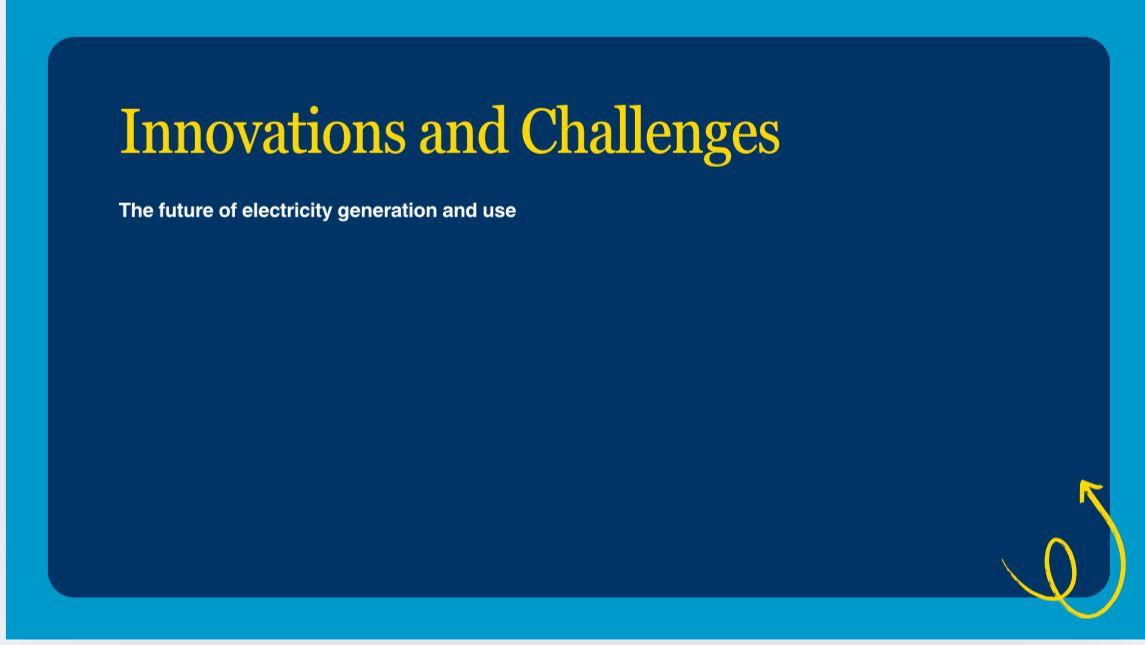 Innovations and Challenges
The future of electricity generation and use